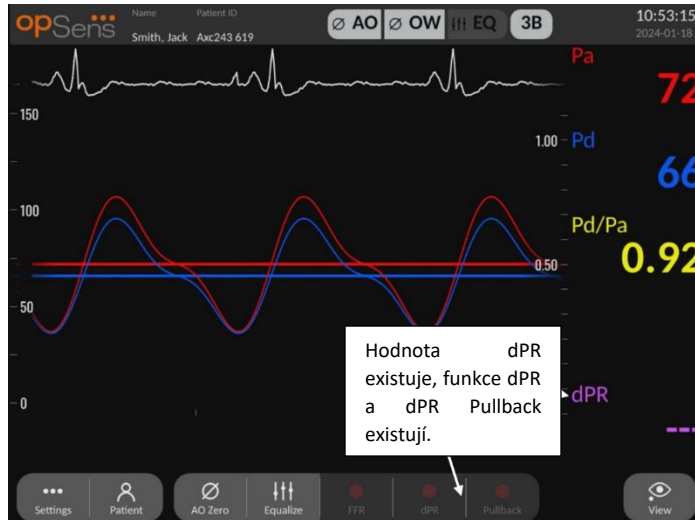 opSens
Name Patient ID
Smith, Jack Axc243 619
Ø AO Ø OW EQ 3B
10:53:15
2024-01-18
Pa
72
150
1.00
Pd
66
100
Pd/Pa
0.92
0.50
50
Hodnota dPR
existuje, funkce dPR
a dPR Pullback
existují.
dPR
0
---
Settings Patient AO Zero Equalize FFR dPR Pullback View